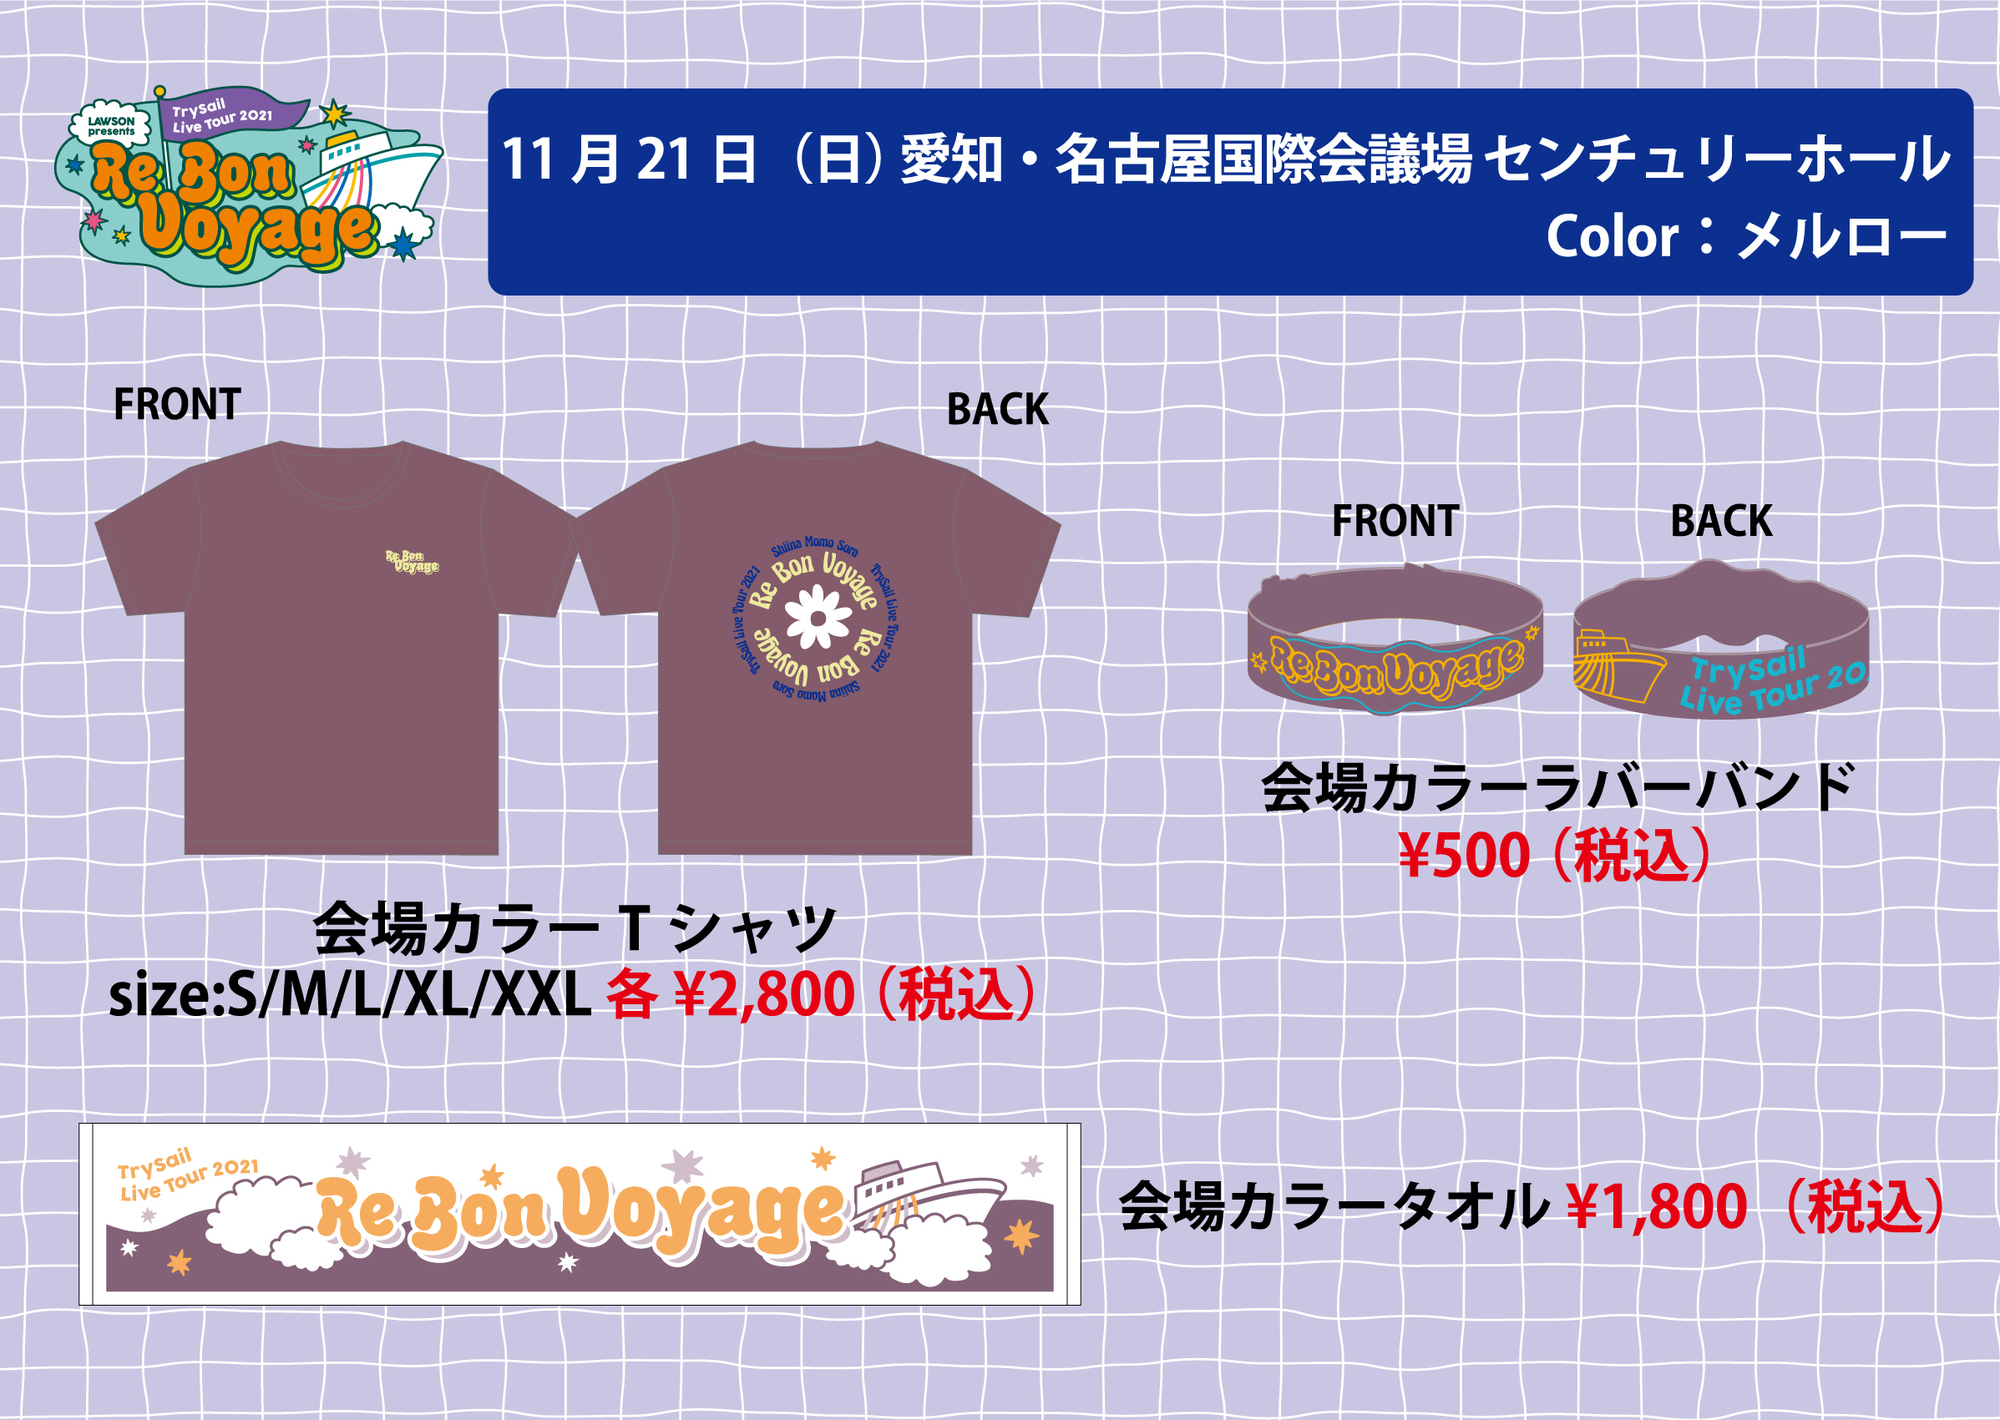 LAWSON
presents
TrySail
Live Tour 2021
Re Bon
Voyage
11月21日（日）愛知・名古屋国際会議場 センチュリーホール
Color：メルロー
FRONT
BACK
Re Bon
Voyage
Shiina Momo Sora
TrySail Live Tour 2021
Shiina Momo Sora
TrySail Live Tour 2021
Re Bon Voyage
Re Bon Voyage
会場カラーTシャツ
size:S/M/L/XL/XXL 各 ¥2,800（税込）
FRONT
BACK
Re Bon Voyage
TrySail
Live Tour 20
会場カラーラバーバンド
¥500（税込）
TrySail
Live Tour 2021
Re Bon Voyage
会場カラータオル ¥1,800（税込）